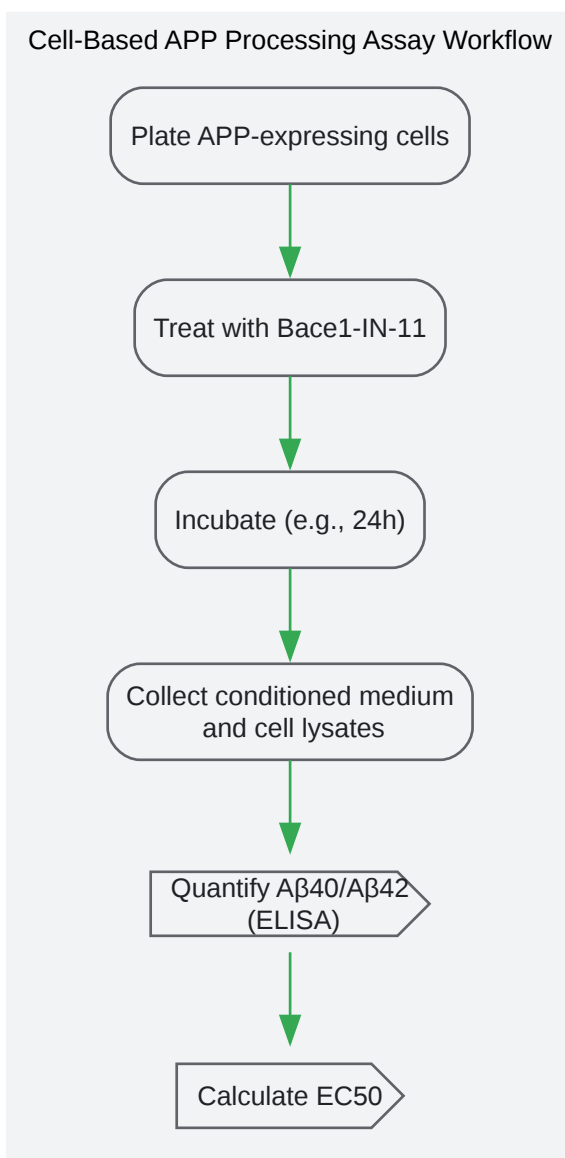 Cell-Based APP Processing Assay Workflow
Plate APP-expressing cells
Treat with Bace1-IN-11
Incubate (e.g., 24h)
Collect conditioned medium
and cell lysates
Quantify Aβ40/Aβ42
(ELISA)
Calculate EC50